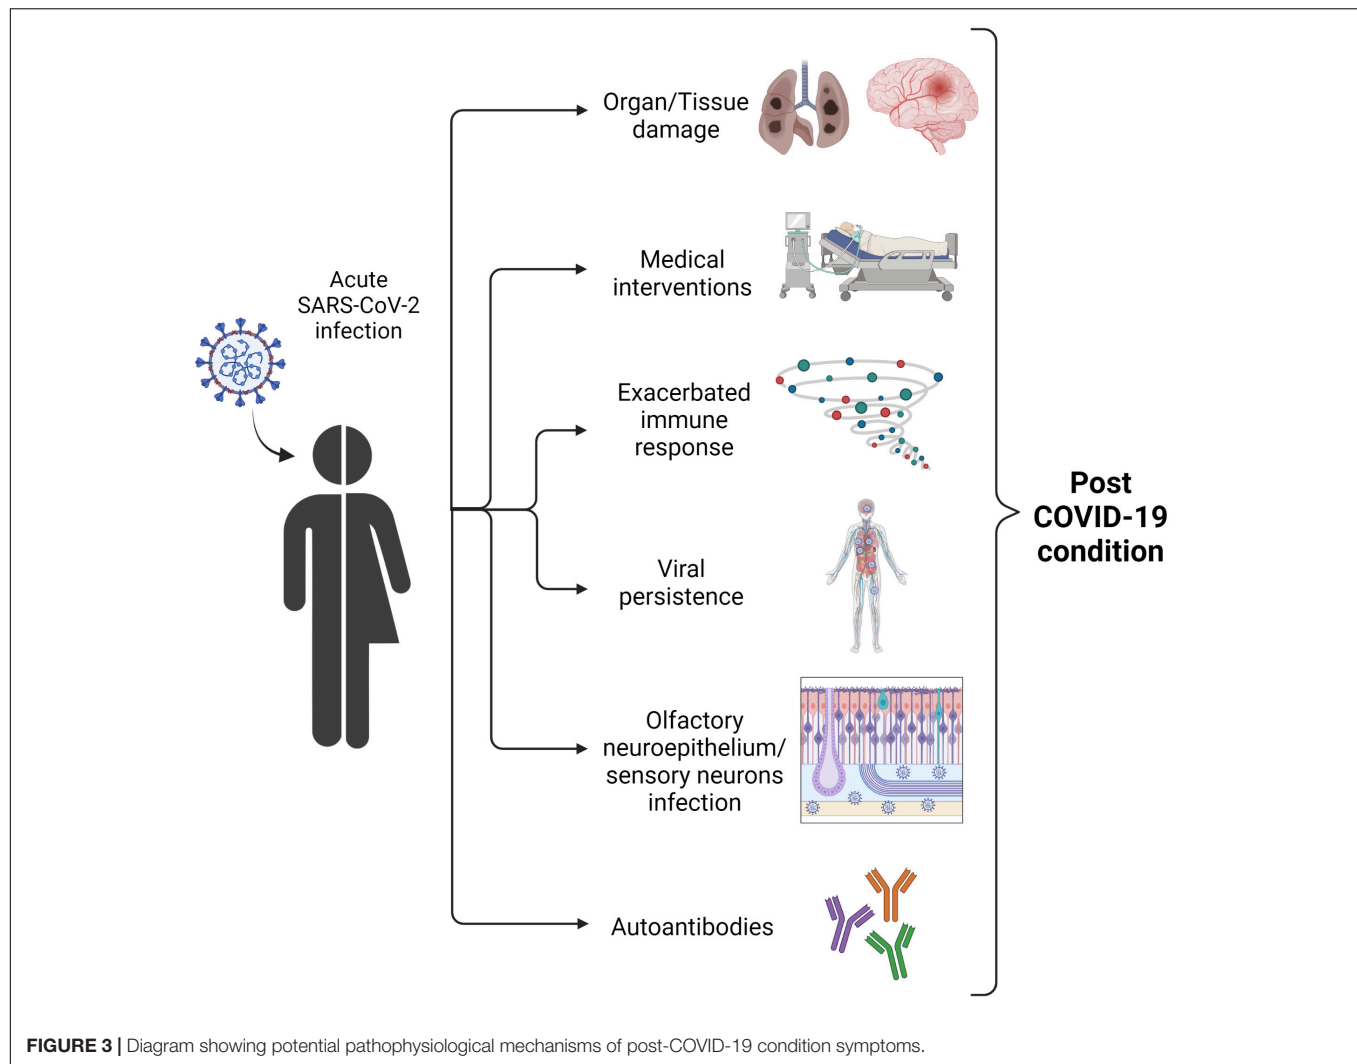 Organ/Tissue
damage
Medical
interventions
Acute
SARS-CoV-2
infection
Exacerbated
immune
response
Post
COVID-19
condition
Viral
persistence
Olfactory
neuroepithelium/
sensory neurons
infection
Autoantibodies
FIGURE 3 | Diagram showing potential pathophysiological mechanisms of post-COVID-19 condition symptoms.